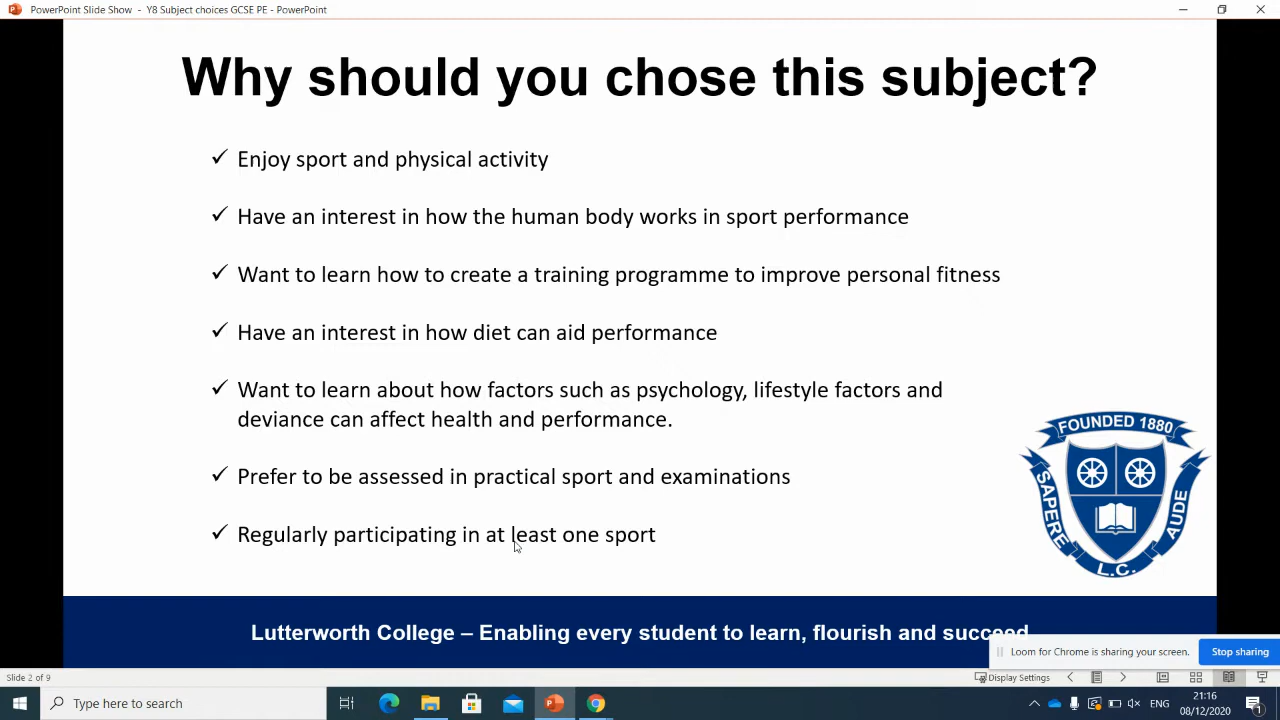 PowerPoint Slide Show - Y8 Subject choices GCSE PE - PowerPoint
Why should you chose this subject?
✓ Enjoy sport and physical activity
✓ Have an interest in how the human body works in sport performance
✓ Want to learn how to create a training programme to improve personal fitness
✓ Have an interest in how diet can aid performance
✓ Want to learn about how factors such as psychology, lifestyle factors and
deviance can affect health and performance.
✓ Prefer to be assessed in practical sport and examinations
✓ Regularly participating in at least one sport
FOUNDED 1880
SAPERE
AUDE
L.C.
Lutterworth College – Enabling every student to learn, flourish and succeed
Loom for Chrome is sharing your screen.
Stop sharing
Slide 2 of 9
Display Settings
Type here to search
ENG
21:16
08/12/2020
1